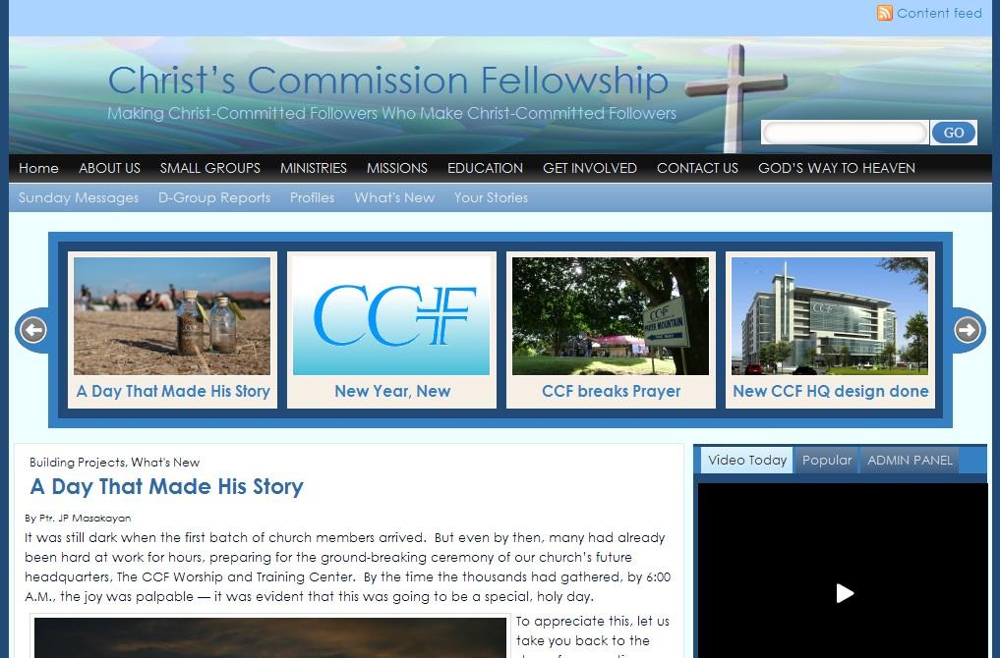 Content feed
Christ's Commission Fellowship
Making Christ-Committed Followers Who Make Christ-Committed Followers
GO
Home ABOUT US SMALL GROUPS MINISTRIES MISSIONS EDUCATION GET INVOLVED CONTACT US GOD'S WAY TO HEAVEN
Sunday Messages D-Group Reports Profiles What's New Your Stories
CCF
CCF
PRAYER MOUNTAIN
CCF
A Day That Made His Story
New Year, New
CCF breaks Prayer
New CCF HQ design done
Building Projects, What's New
A Day That Made His Story
By Ptr. JP Masakayan
It was still dark when the first batch of church members arrived.  But even by then, many had already
been hard at work for hours, preparing for the ground-breaking ceremony of our church's future
headquarters, The CCF Worship and Training Center.  By the time the thousands had gathered, by 6:00
A.M., the joy was palpable — it was evident that this was going to be a special, holy day.
To appreciate this, let us
take you back to the
Video Today Popular ADMIN PANEL